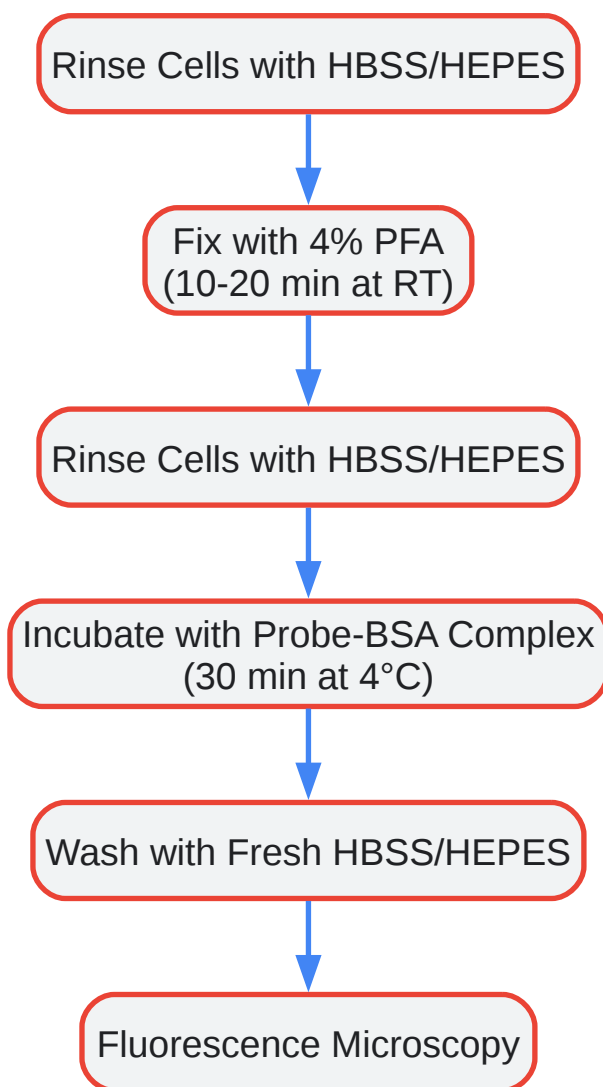 Rinse Cells with HBSS/HEPES
Fix with 4% PFA
(10-20 min at RT)
Rinse Cells with HBSS/HEPES
Incubate with Probe-BSA Complex
(30 min at 4°C)
Wash with Fresh HBSS/HEPES
Fluorescence Microscopy